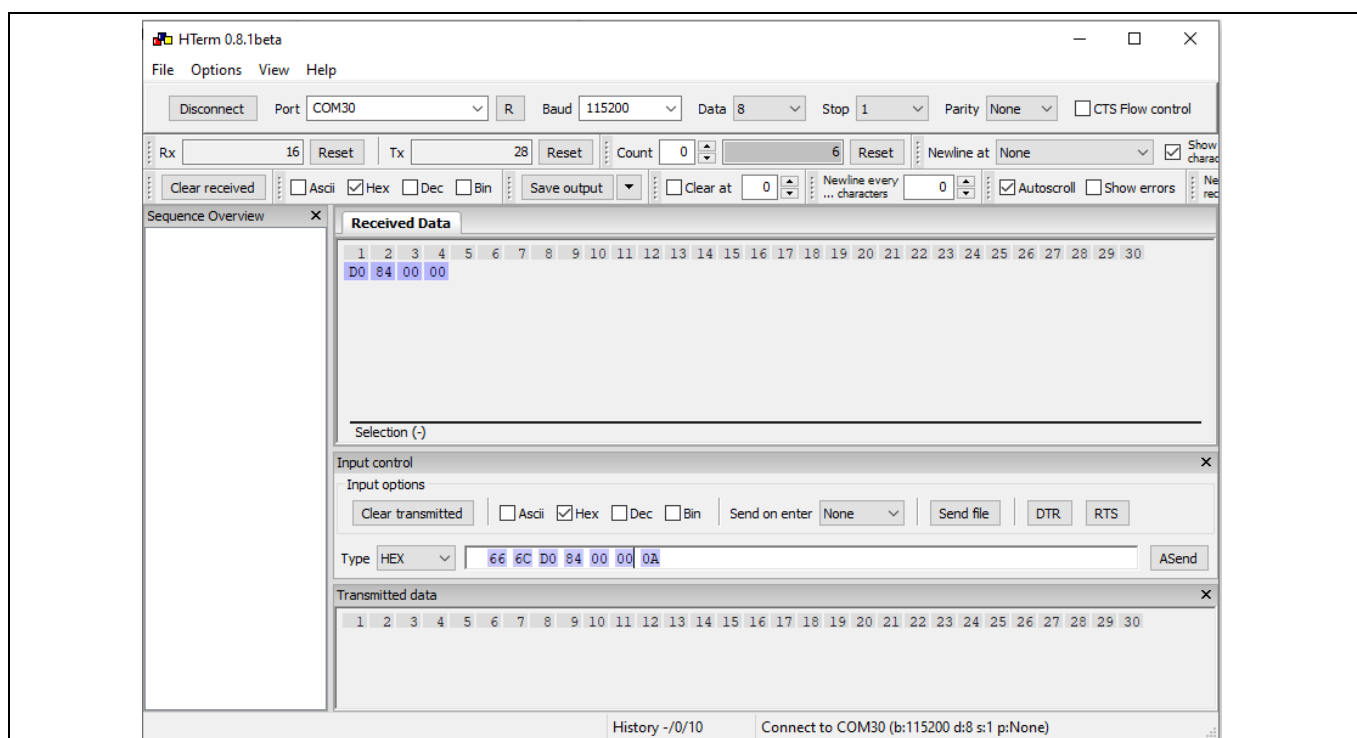 HTerm 0.8.1beta
File Options View Help
Disconnect Port COM30 R Baud 115200 Data 8 Stop 1 Parity None CTS Flow control
Rx 16 Reset Tx 28 Reset Count 0 6 Reset Newline at None Show
charac
Clear received Ascii Hex Dec Bin Save output Clear at 0 Newline every
... characters 0 Autoscroll Show errors Ne
rec
Sequence Overview X Received Data
1 2 3 4 5 6 7 8 9 10 11 12 13 14 15 16 17 18 19 20 21 22 23 24 25 26 27 28 29 30
D0 84 00 00
Selection (-)
Input control
Input options
Clear transmitted Ascii Hex Dec Bin Send on enter None Send file DTR RTS
Type HEX 66 6C D0 84 00 00 0A ASend
Transmitted data
1 2 3 4 5 6 7 8 9 10 11 12 13 14 15 16 17 18 19 20 21 22 23 24 25 26 27 28 29 30
History -/0/10 Connect to COM30 (b:115200 d:8 s:1 p:None)